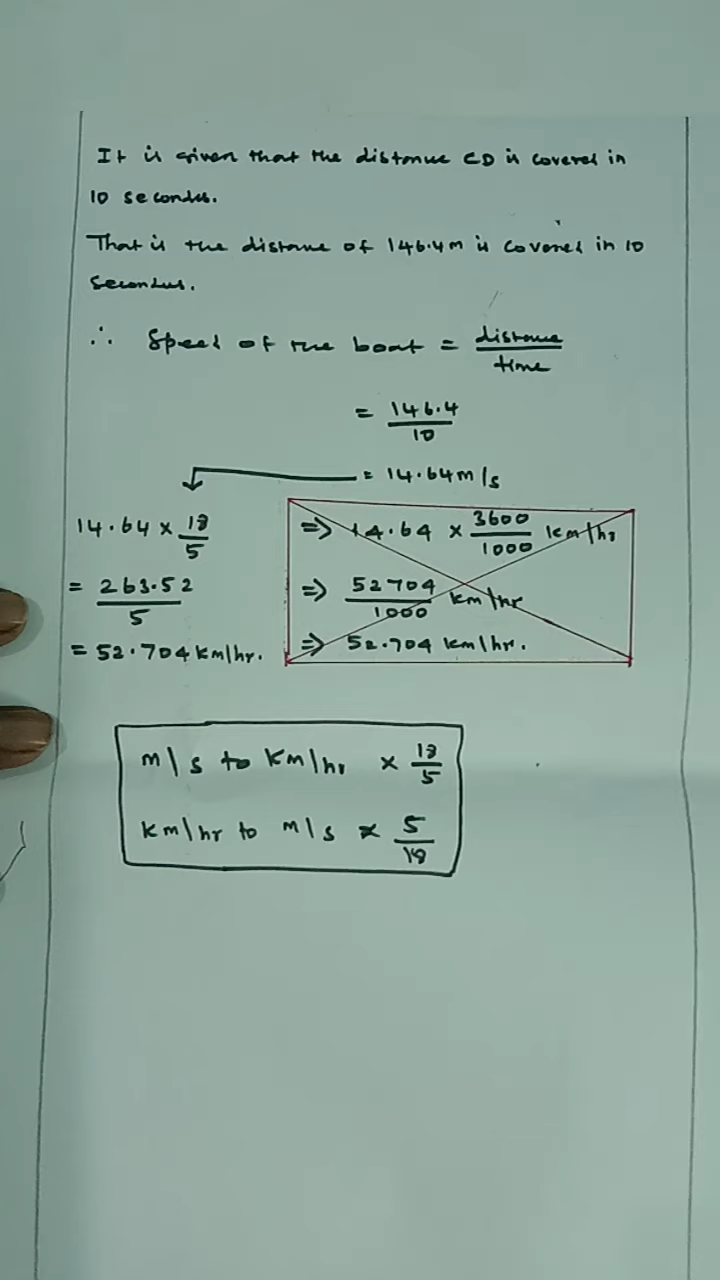 It is given that the distance CD is covered in
10 seconds.
That is the distance of 146.4m is covered in 10
seconds.
∴ Speed of the boat = distance/time
= 146.4/10
= 14.64 m/s
14.64 × 18/5
= 263.52/5
= 52.704 km/hr.
⇒ 14.64 × 3600/1000 km/hr
⇒ 52704/1000 km/hr
⇒ 52.704 km/hr.
m/s to km/hr × 18/5
km/hr to m/s × 5/18